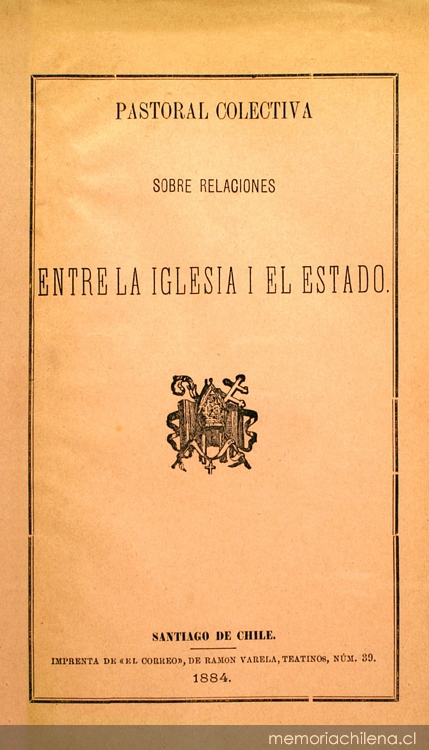 PASTORAL COLECTIVA
SOBRE RELACIONES
ENTRE LA IGLESIA I EL ESTADO.
SANTIAGO DE CHILE.
IMPRENTA DE «EL CORREO», DE RAMON VARELA, TEATINOS, NÚM. 39.
1884.
memoriachilena.cl